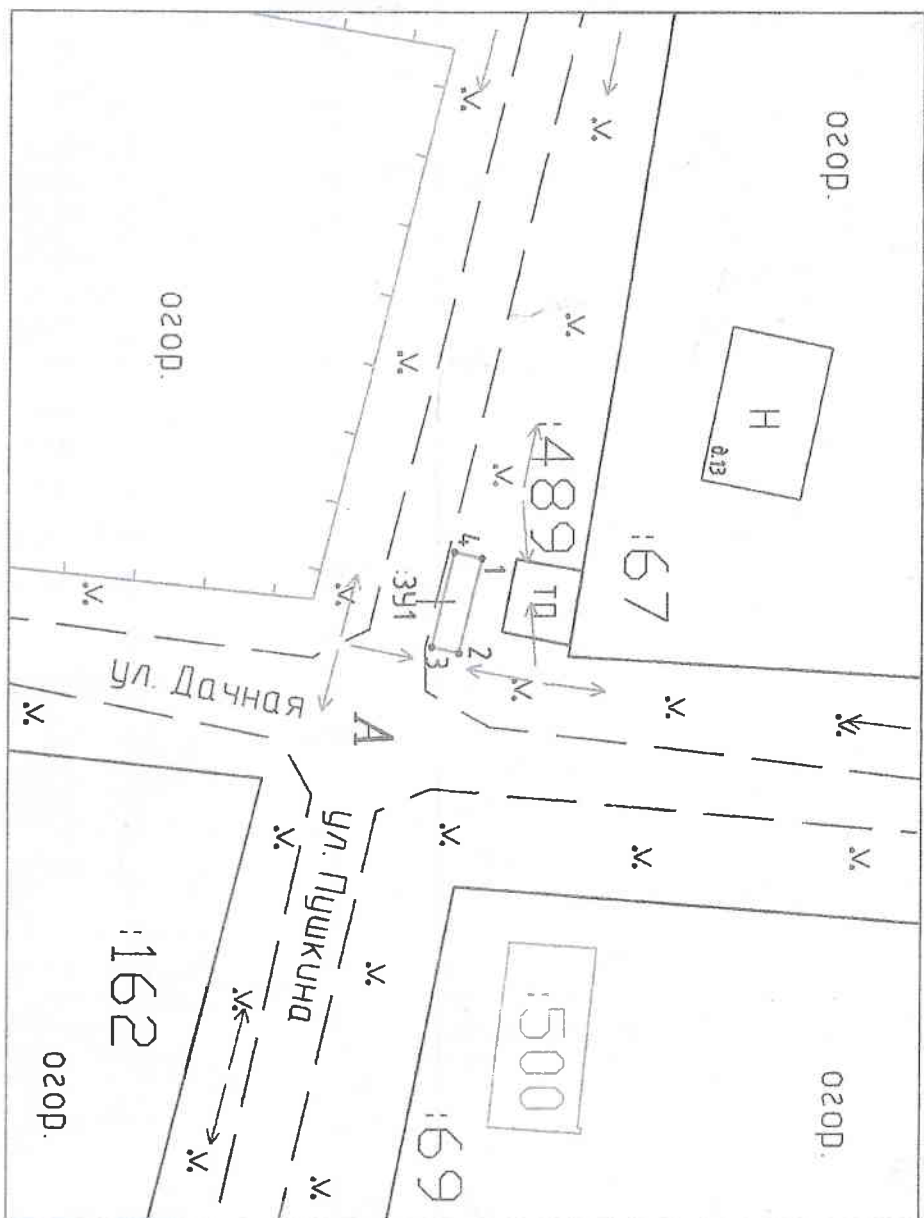 огор.
Н
д.13
:67
:489
ТП
огор.
4
1
:ЗУ1
3
2
ул. Дачная
А
ул. Пушкина
:162
огор.
:500
:69
огор.